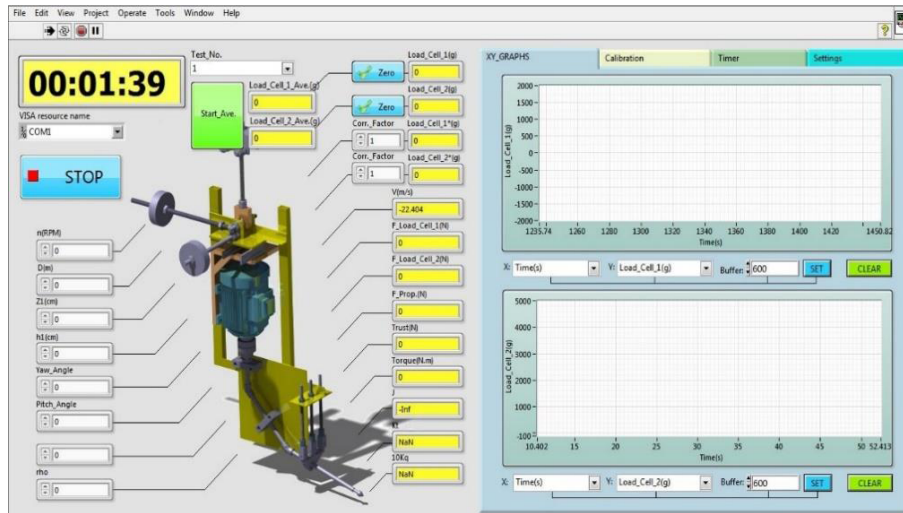 File Edit View Project Operate Tools Window Help
00:01:39
VISA resource name
COM1
STOP
Test_No.
1
Start_Ave.
Load_Cell_1_Ave.(g)
0
Load_Cell_2_Ave.(g)
0
Zero
Load_Cell_1(g)
0
Zero
Load_Cell_2(g)
0
Corr._Factor
1
Load_Cell_1*(g)
0
Corr._Factor
1
Load_Cell_2*(g)
0
V(m/s)
-22.404
F_Load_Cell_1(N)
0
F_Load_Cell_2(N)
0
F_Prop.(N)
0
Trust(N)
0
Torque(N.m)
0
J
-Inf
Kt
NaN
10Kq
NaN
n(RPM)
0
D(m)
0
Z1(cm)
0
h1(cm)
0
Yaw_Angle
0
Pitch_Angle
0
0
rho
0
XY_GRAPHS Calibration Timer Settings
Load_Cell_1(g)
2000
1500
1000
500
0
-500
-1000
-1500
-2000
1235.74 1260 1280 1300 1320 1340 1360 1380 1400 1420 1450.82
Time(s)
X: Time(s) Y: Load_Cell_1(g) Buffer: 600 SET CLEAR
Load_Cell_2(g)
5000
4000
3000
2000
1000
-100
10.402 15 20 25 30 35 40 45 50 52.413
Time(s)
X: Time(s) Y: Load_Cell_2(g) Buffer: 600 SET CLEAR